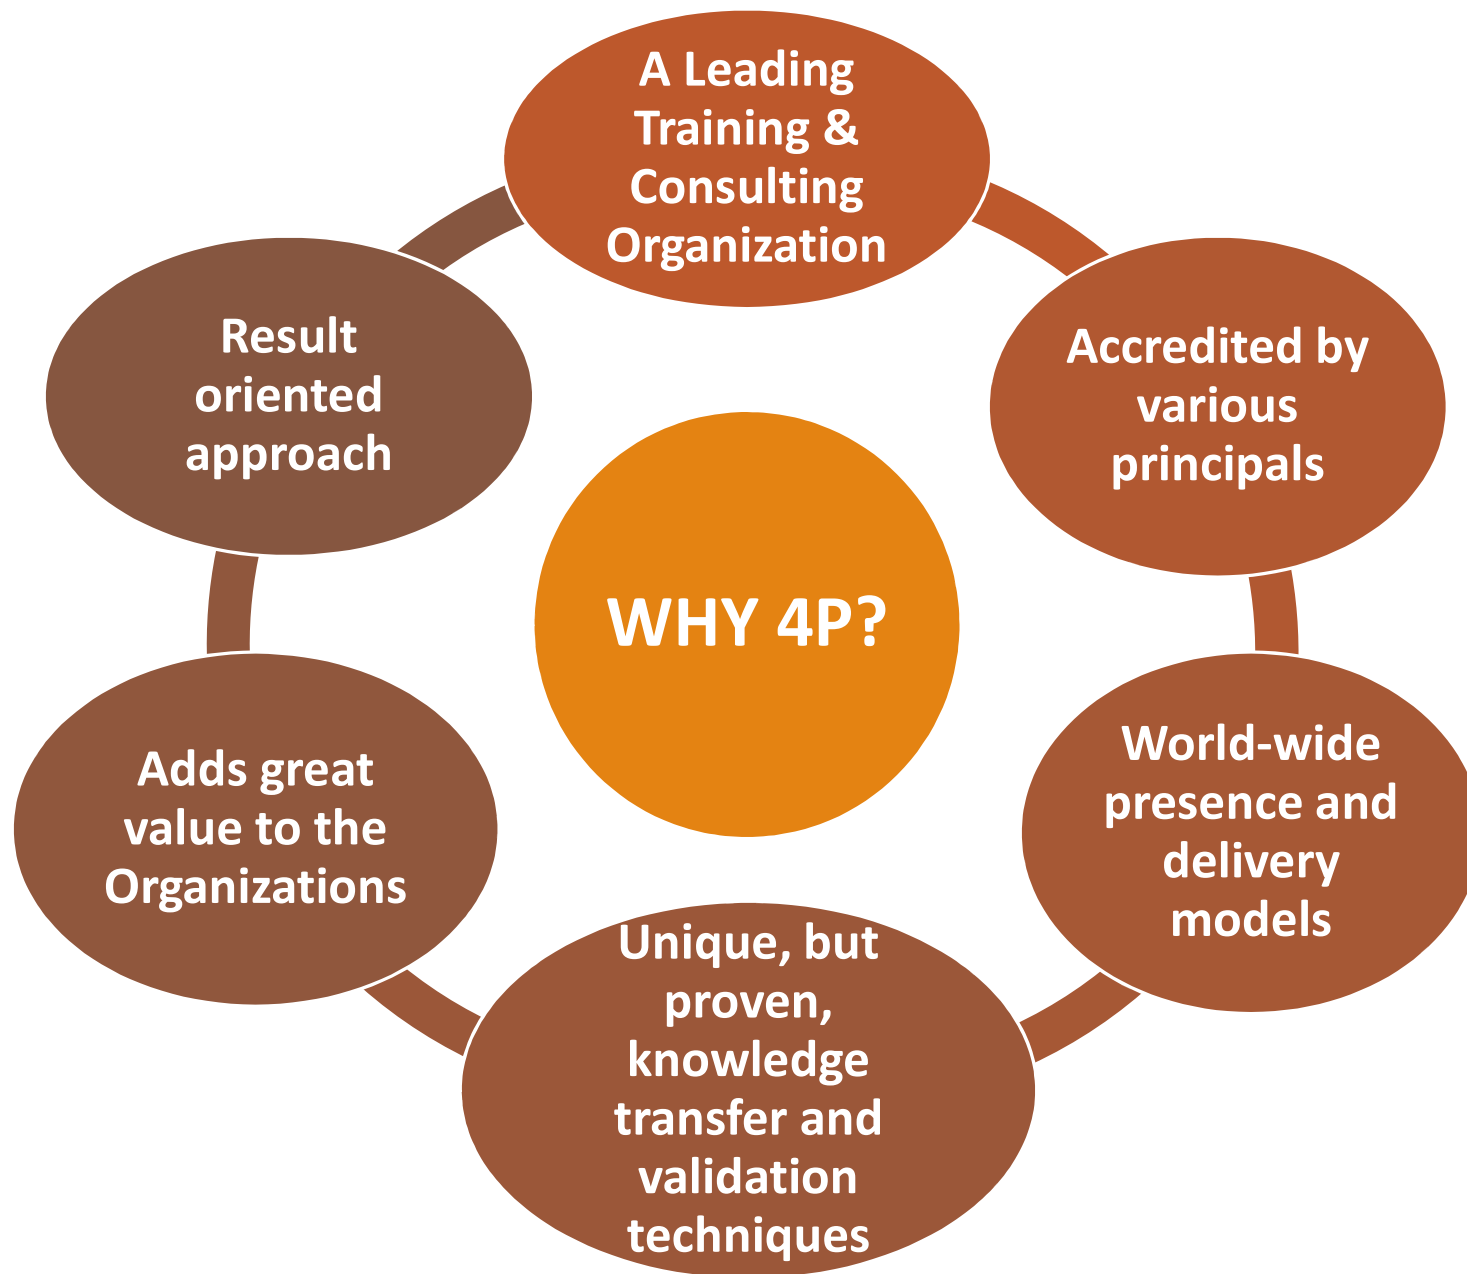 A Leading
Training &
Consulting
Organization
Accredited by
various
principals
World-wide
presence and
delivery
models
Unique, but
proven,
knowledge
transfer and
validation
techniques
Adds great
value to the
Organizations
Result
oriented
approach
WHY 4P?